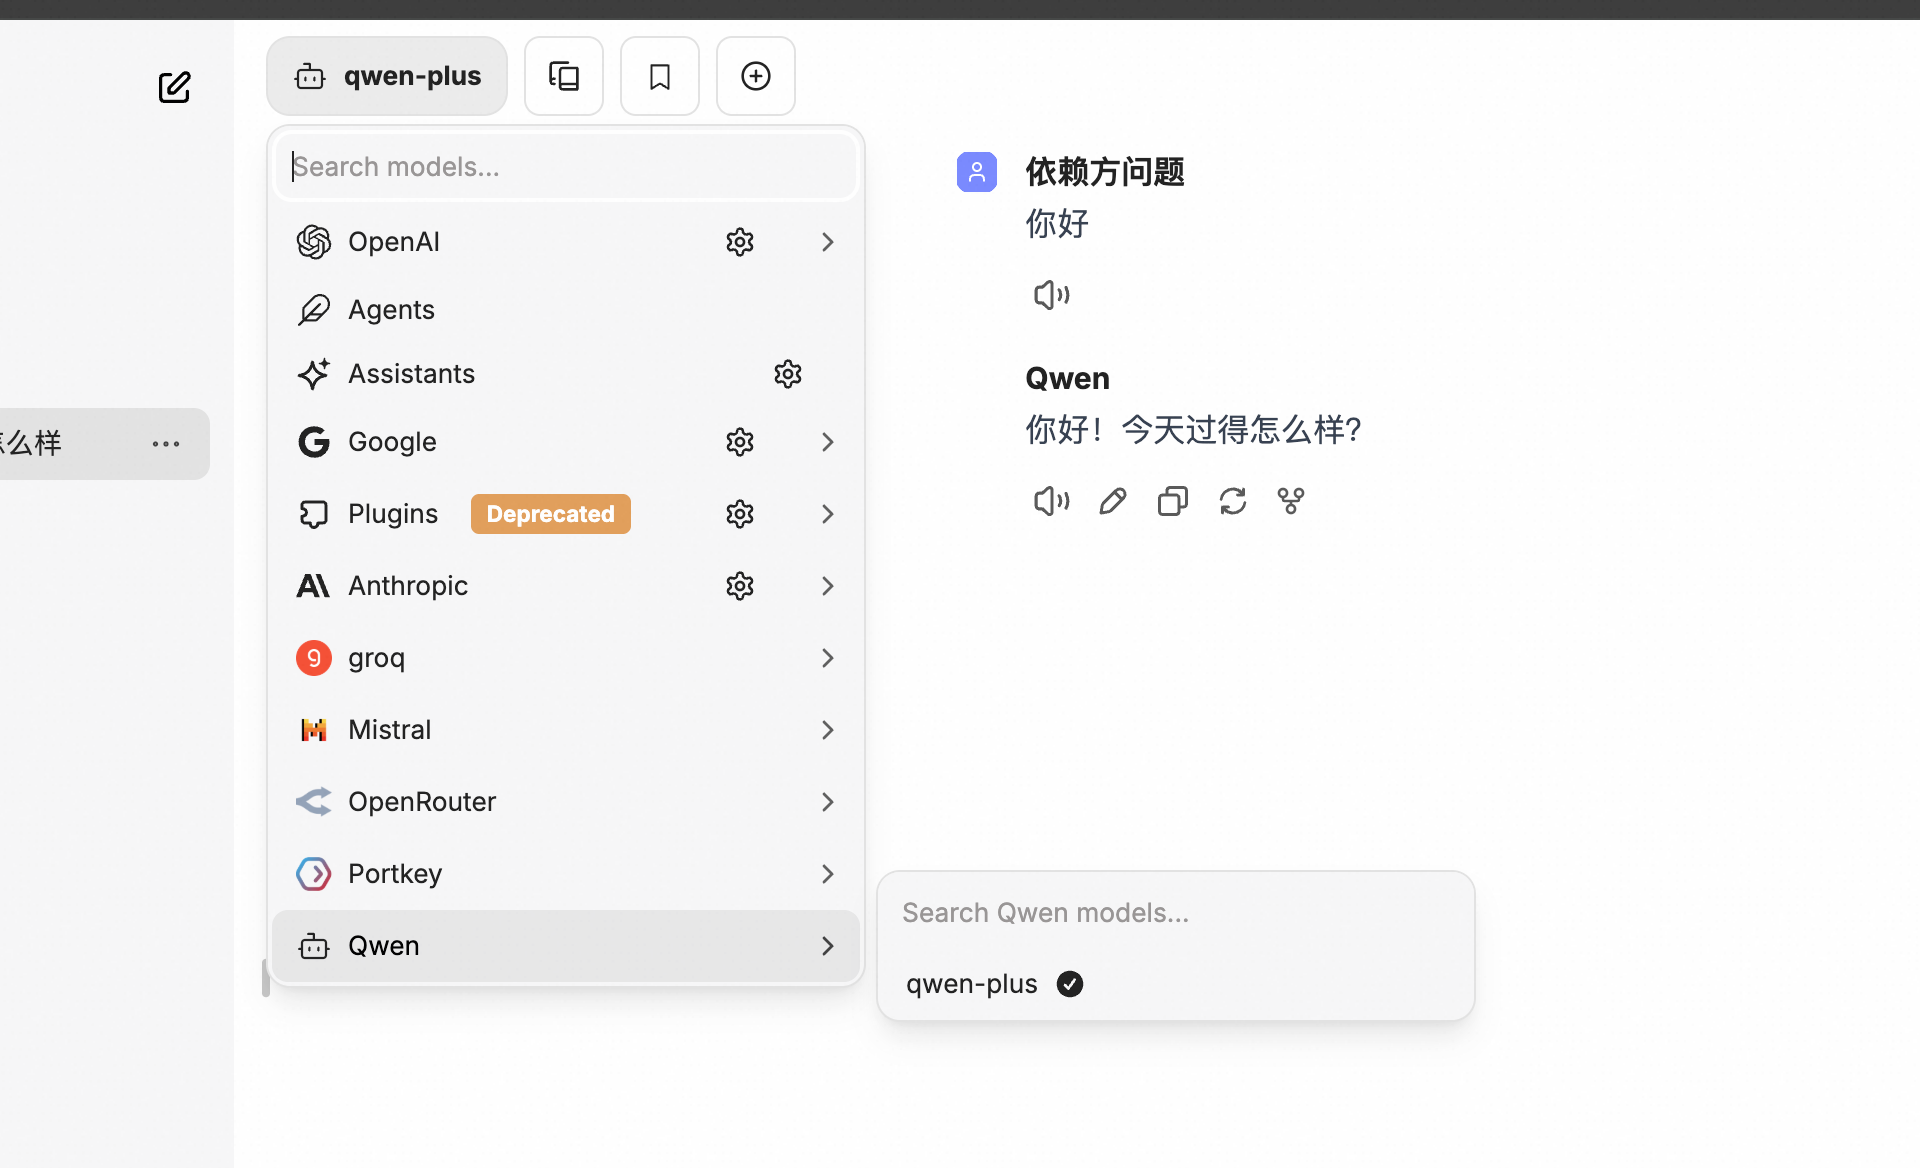 qwen-plus
Search models...
OpenAI
Agents
Assistants
Google
Plugins Deprecated
Anthropic
groq
Mistral
OpenRouter
Portkey
Qwen
么样
依赖方问题
你好
Qwen
你好！今天过得怎么样?
Search Qwen models...
qwen-plus